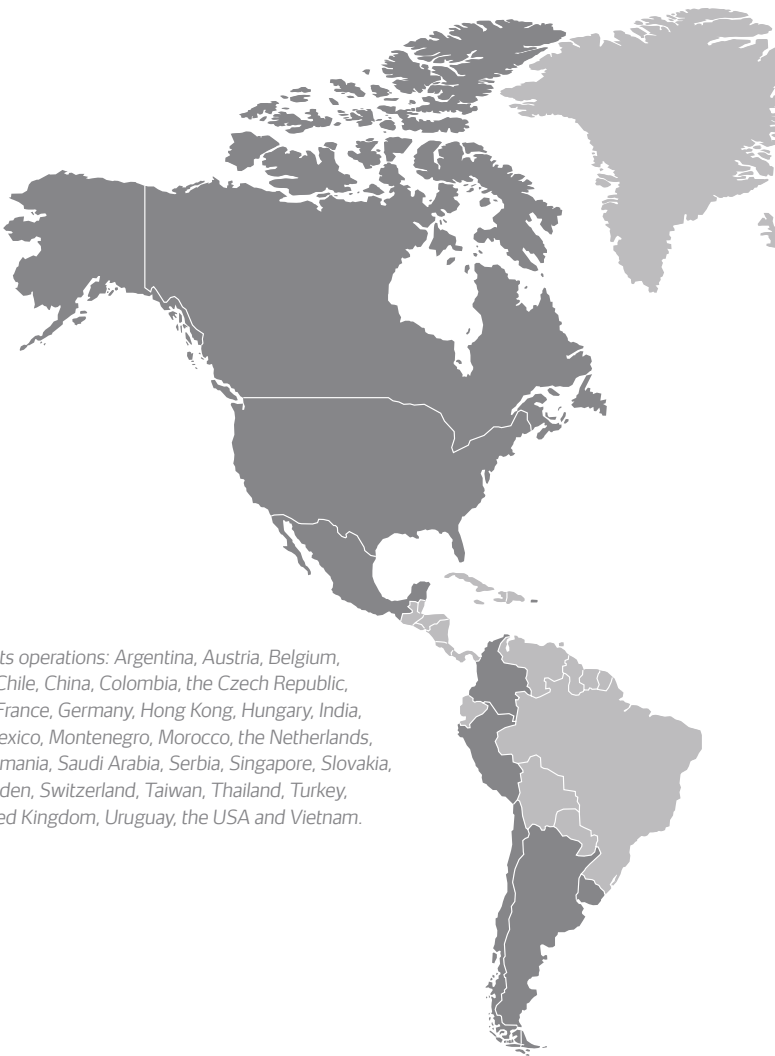 ts operations: Argentina, Austria, Belgium,
Chile, China, Colombia, the Czech Republic,
France, Germany, Hong Kong, Hungary, India,
exico, Montenegro, Morocco, the Netherlands,
mania, Saudi Arabia, Serbia, Singapore, Slovakia,
den, Switzerland, Taiwan, Thailand, Turkey,
ed Kingdom, Uruguay, the USA and Vietnam.